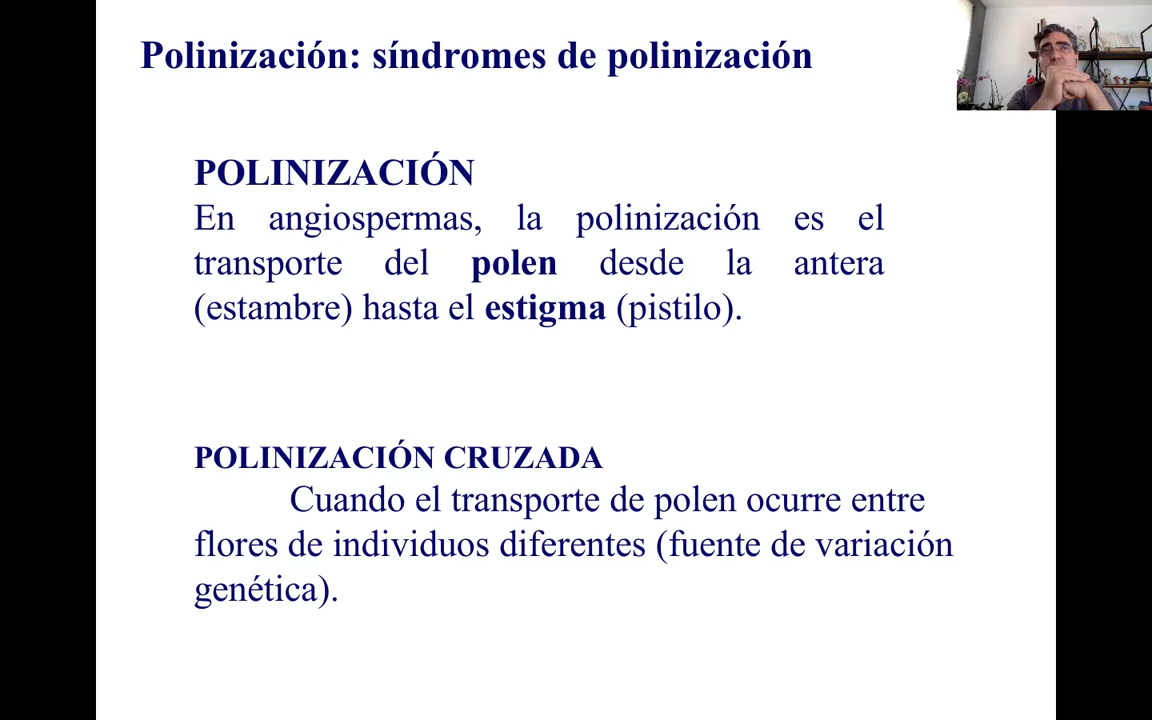 Polinización: síndromes de polinización
POLINIZACIÓN
En angiospermas, la polinización es el
transporte del polen desde la antera
(estambre) hasta el estigma (pistilo).
POLINIZACIÓN CRUZADA
Cuando el transporte de polen ocurre entre
flores de individuos diferentes (fuente de variación
genética).